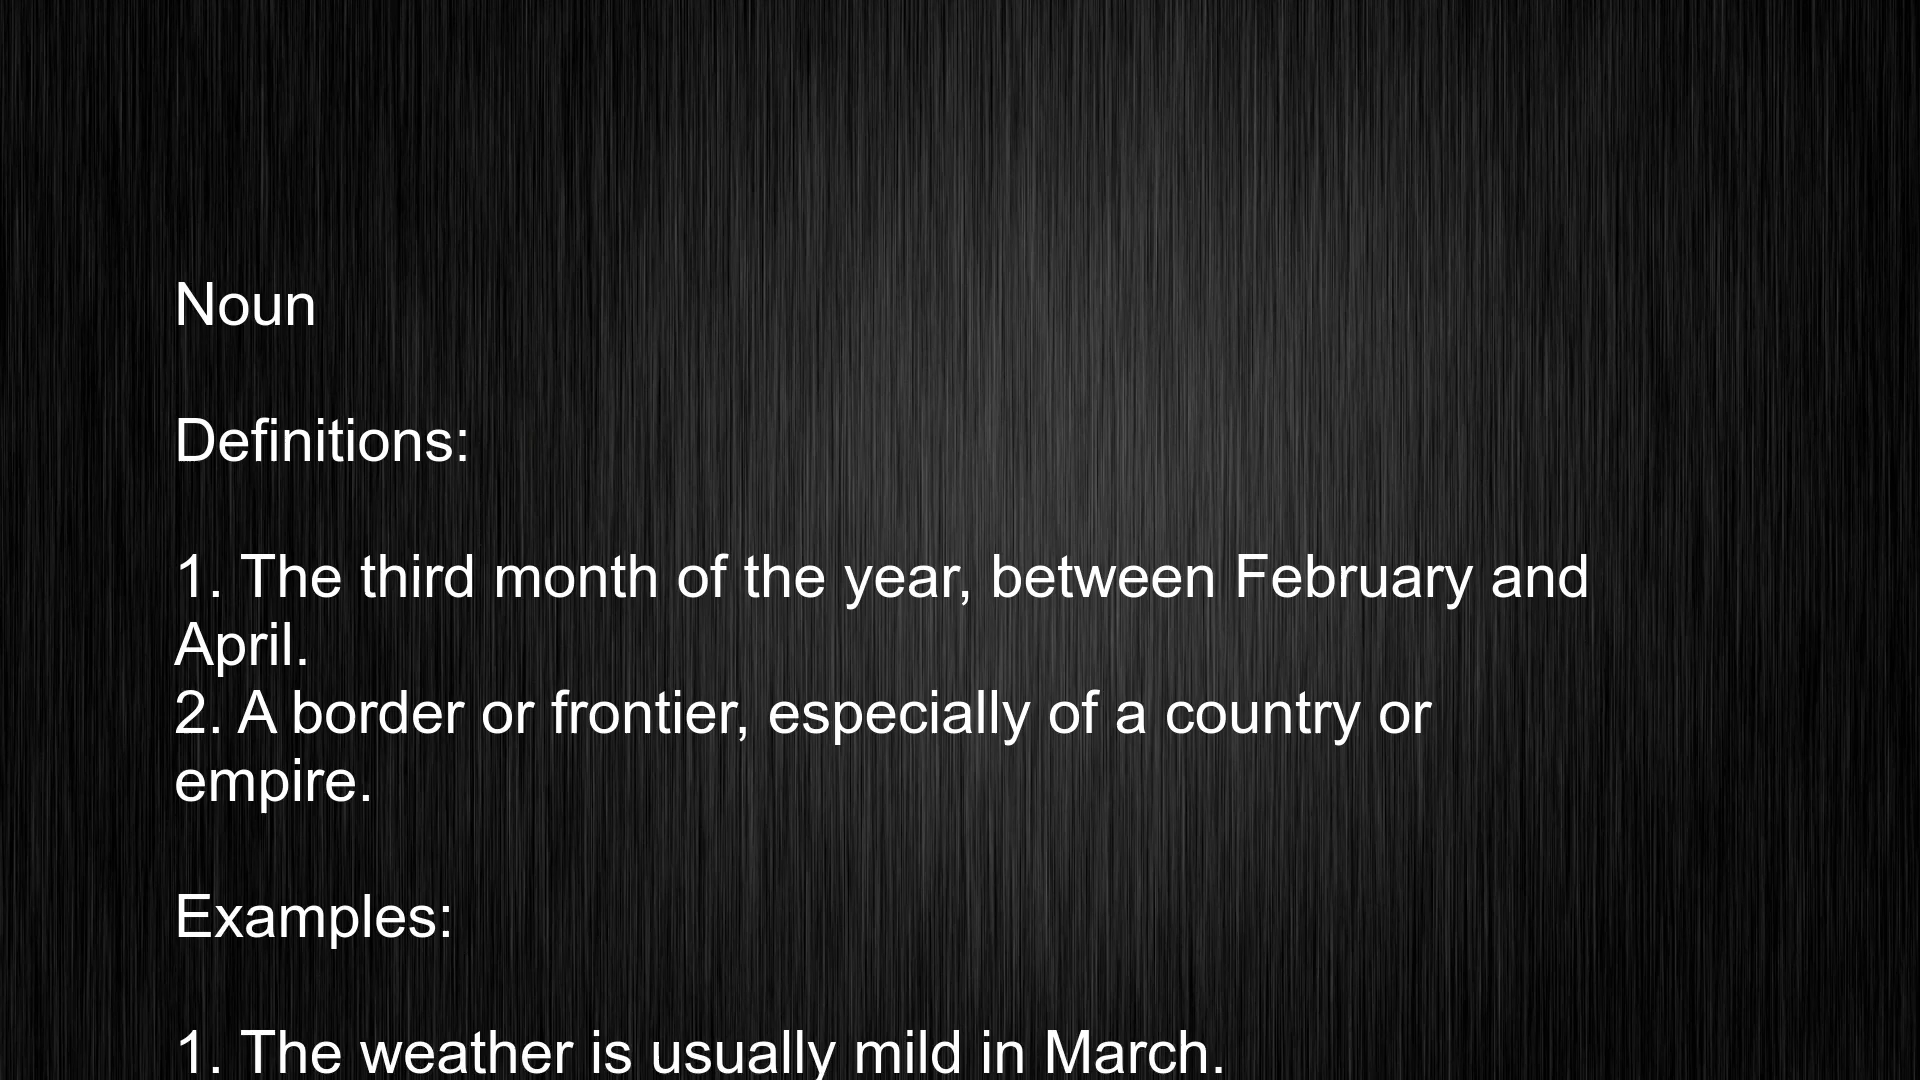 Noun
Definitions:
1. The third month of the year, between February and
April.
2. A border or frontier, especially of a country or
empire.
Examples:
1. The weather is usually mild in March.